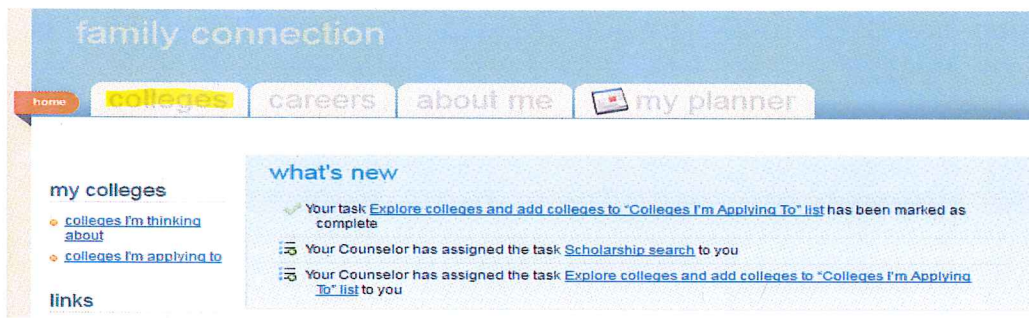 family connection
home
colleges
careers
about me
my planner
my colleges
colleges I'm thinking
about
colleges I'm applying to
links
what's new
Your task Explore colleges and add colleges to "Colleges I'm Applying To" list has been marked as
complete
Your Counselor has assigned the task Scholarship search to you
Your Counselor has assigned the task Explore colleges and add colleges to "Colleges I'm Applying
To" list to you